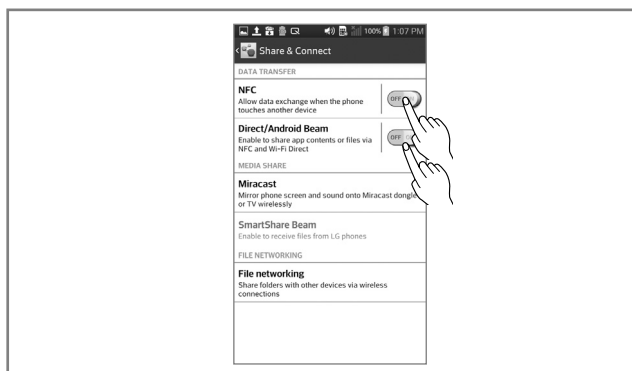 100% 1:07 PM
Share & Connect
DATA TRANSFER
NFC
Allow data exchange when the phone
touches another device
OFF
Direct/Android Beam
Enable to share app contents or files via
NFC and Wi-Fi Direct
OFF
MEDIA SHARE
Miracast
Mirror phone screen and sound onto Miracast dongle
or TV wirelessly
SmartShare Beam
Enable to receive files from LG phones
FILE NETWORKING
File networking
Share folders with other devices via wireless
connections